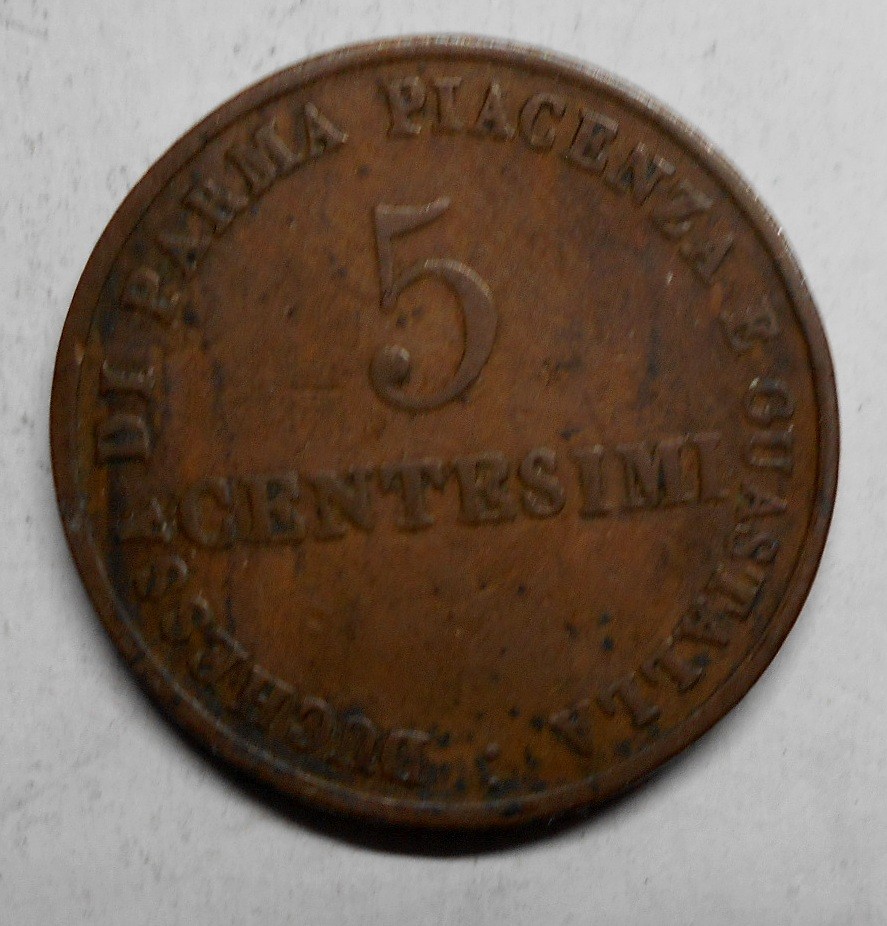 DUCHESSA DI PARMA PIACENZA E GUASTALLA .
5
CENTESIMI